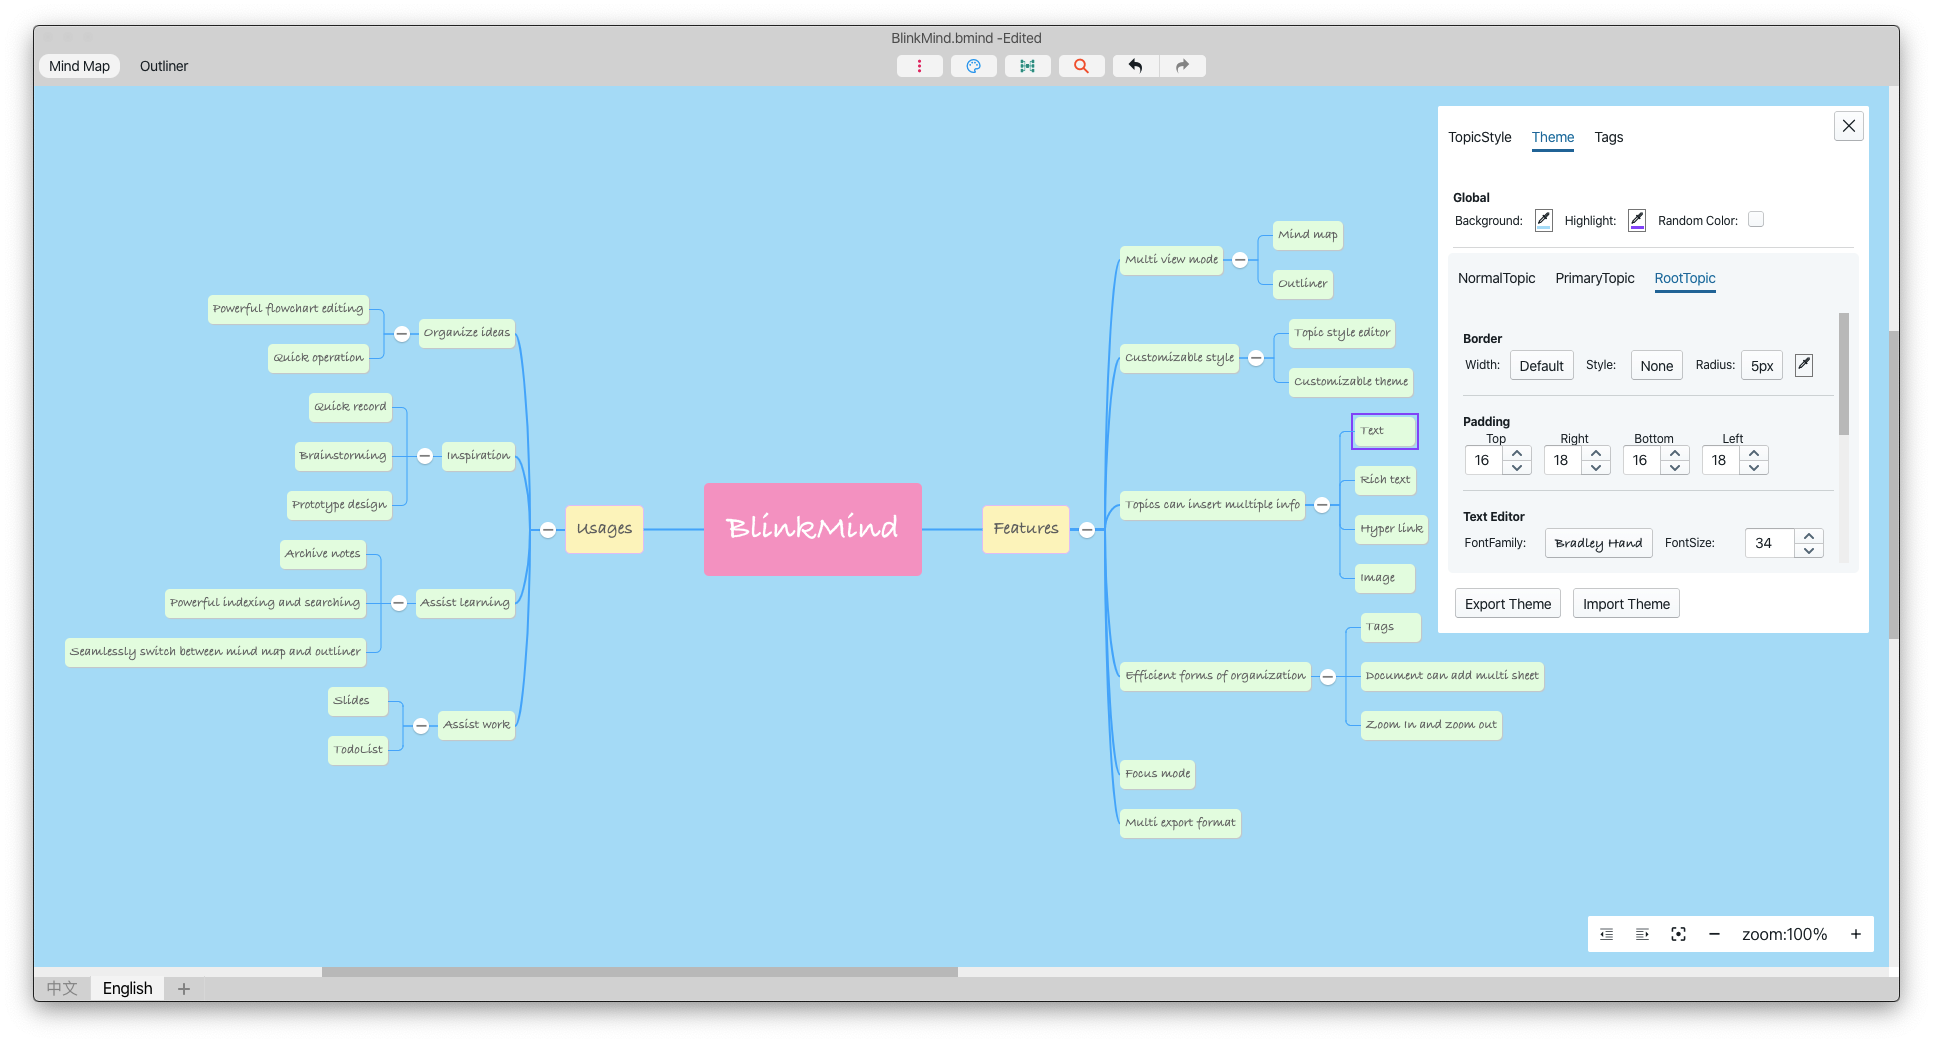 BlinkMind.bmind -Edited
Mind Map
Outliner
TopicStyle
Theme
Tags
Global
Background:
Highlight:
Random Color:
NormalTopic
PrimaryTopic
RootTopic
Border
Width:
Default
Style:
None
Radius:
5px
Padding
Top
Right
Bottom
Left
16
18
16
18
Text Editor
FontFamily:
Bradley Hand
FontSize:
34
Export Theme
Import Theme
BlinkMind
Usages
Organize ideas
Powerful flowchart editing
Quick operation
Inspiration
Quick record
Brainstorming
Prototype design
Assist learning
Archive notes
Powerful indexing and searching
Seamlessly switch between mind map and outliner
Assist work
Slides
TodoList
Features
Multi view mode
Mind map
Outliner
Customizable style
Topic style editor
Customizable theme
Topics can insert multiple info
Text
Rich text
Hyper link
Image
Efficient forms of organization
Tags
Document can add multi sheet
Zoom In and zoom out
Focus mode
Multi export format
zoom:100%
中文
English